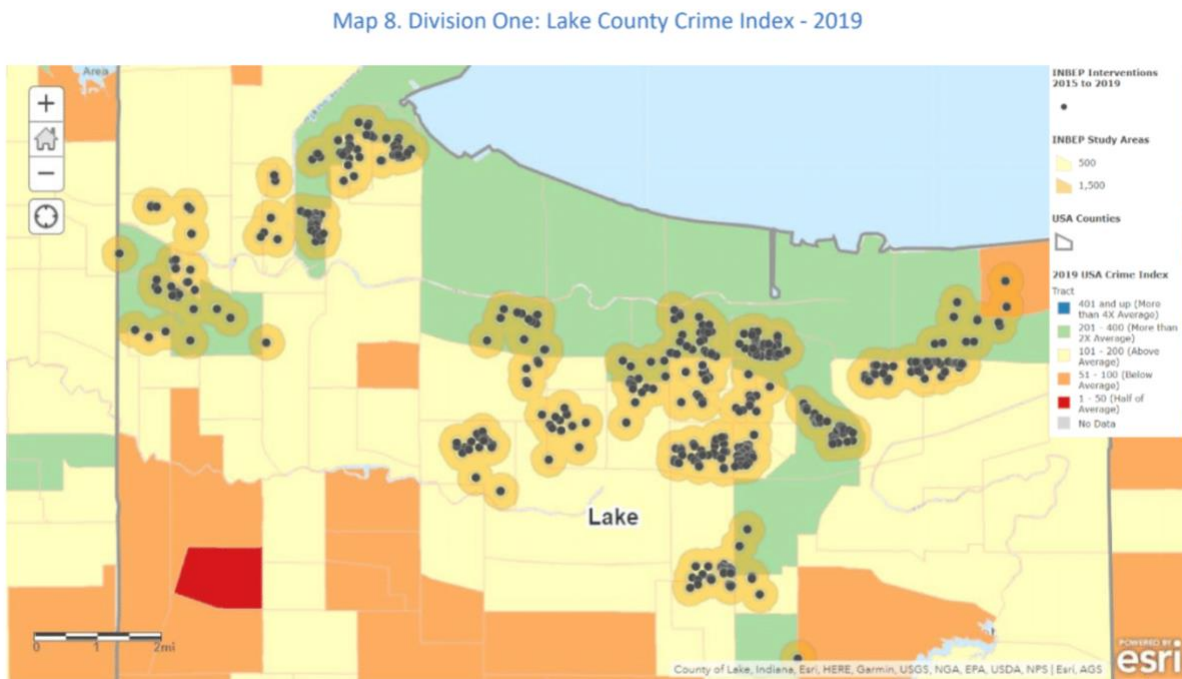 Map 8. Division One: Lake County Crime Index - 2019
Area
+
−
INBEP Interventions
2015 to 2019
INBEP Study Areas
500
1,500
USA Counties
2019 USA Crime Index
Tract
401 and up (More
than 4X Average)
201 - 400 (More than
2X Average)
101 - 200 (Above
Average)
51 - 100 (Below
Average)
1 - 50 (Half of
Average)
No Data
Lake
0 1 2mi
County of Lake, Indiana, Esri, HERE, Garmin, USGS, NGA, EPA, USDA, NPS | Esri, AGS
POWERED BY
esri